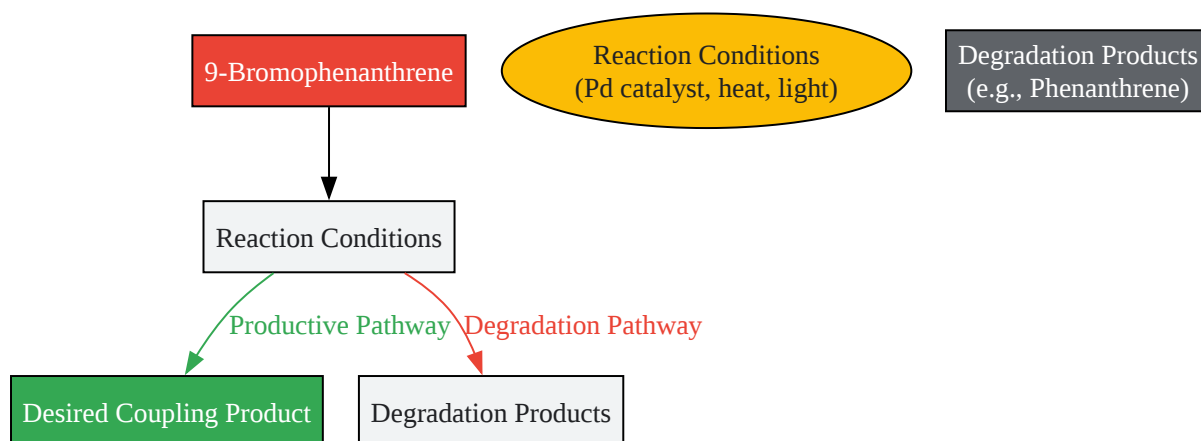 9-Bromophenanthrene
Reaction Conditions
(Pd catalyst, heat, light)
Degradation Products
(e.g., Phenanthrene)
Reaction Conditions
Productive Pathway
Degradation Pathway
Desired Coupling Product
Degradation Products